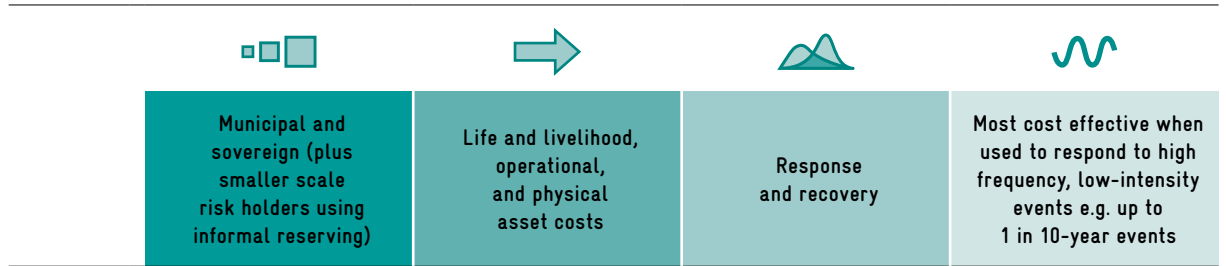 Municipal and
sovereign (plus
smaller scale
risk holders using
informal reserving)
Life and livelihood,
operational,
and physical
asset costs
Response
and recovery
Most cost effective when
used to respond to high
frequency, low-intensity
events e.g. up to
1 in 10-year events